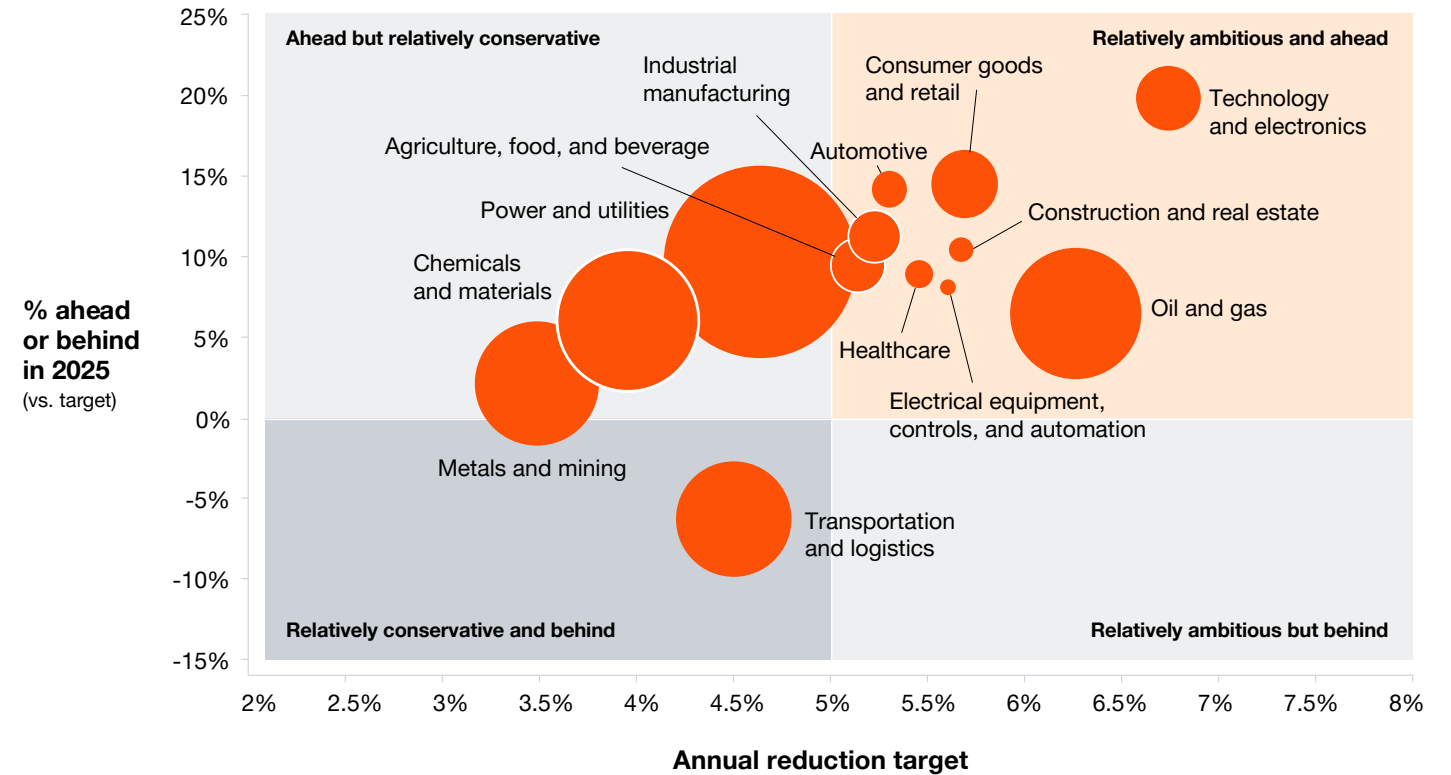 25%
20%
15%
10%
5%
0%
-5%
-10%
-15%
% ahead
or behind
in 2025
(vs. target)
Ahead but relatively conservative
Relatively ambitious and ahead
Industrial
manufacturing
Consumer goods
and retail
Technology
and electronics
Agriculture, food, and beverage
Automotive
Power and utilities
Construction and real estate
Chemicals
and materials
Oil and gas
Healthcare
Electrical equipment,
controls, and automation
Metals and mining
Transportation
and logistics
Relatively conservative and behind
Relatively ambitious but behind
2%
2.5%
3%
3.5%
4%
4.5%
5%
5.5%
6%
6.5%
7%
7.5%
8%
Annual reduction target